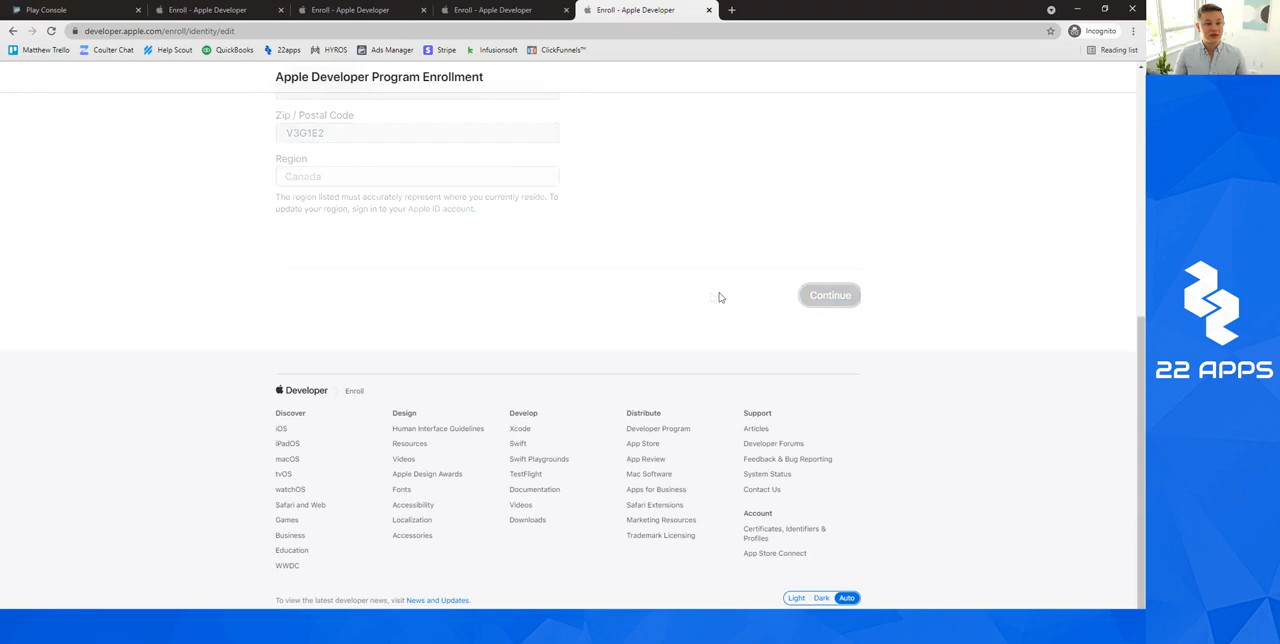 Play Console
Enroll - Apple Developer
Enroll - Apple Developer
Enroll - Apple Developer
Enroll - Apple Developer
developer.apple.com/enroll/identity/edit
Incognito
Matthew Trello
Coulter Chat
Help Scout
QuickBooks
22apps
HYROS
Ads Manager
Stripe
Infusionsoft
ClickFunnels™
Reading list
Apple Developer Program Enrollment
Zip / Postal Code
V3G1E2
Region
Canada
The region listed must accurately represent where you currently reside. To
update your region, sign in to your Apple ID account.
Continue
Developer
Enroll
Discover
iOS
iPadOS
macOS
tvOS
watchOS
Safari and Web
Games
Business
Education
WWDC
Design
Human Interface Guidelines
Resources
Videos
Apple Design Awards
Fonts
Accessibility
Localization
Accessories
Develop
Xcode
Swift
Swift Playgrounds
TestFlight
Documentation
Videos
Downloads
Distribute
Developer Program
App Store
App Review
Mac Software
Apps for Business
Safari Extensions
Marketing Resources
Trademark Licensing
Support
Articles
Developer Forums
Feedback & Bug Reporting
System Status
Contact Us
Account
Certificates, Identifiers &
Profiles
App Store Connect
To view the latest developer news, visit News and Updates.
Light Dark Auto
22 APPS